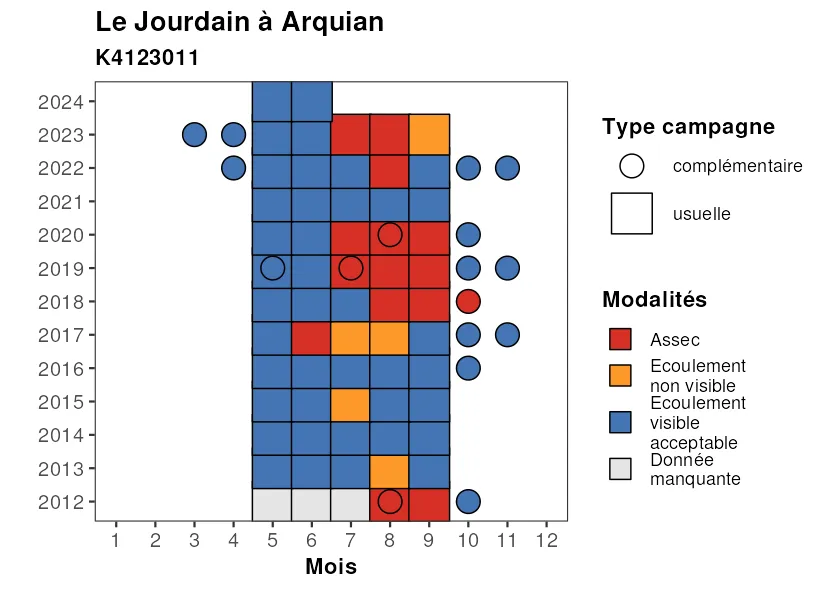 Le Jourdain à Arquian
K4123011
2024
2023
2022
2021
2020
2019
2018
2017
2016
2015
2014
2013
2012
1 2 3 4 5 6 7 8 9 10 11 12
Mois
Type campagne
complémentaire
usuelle
Modalités
Assec
Ecoulement
non visible
Ecoulement
visible
acceptable
Donnée
manquante